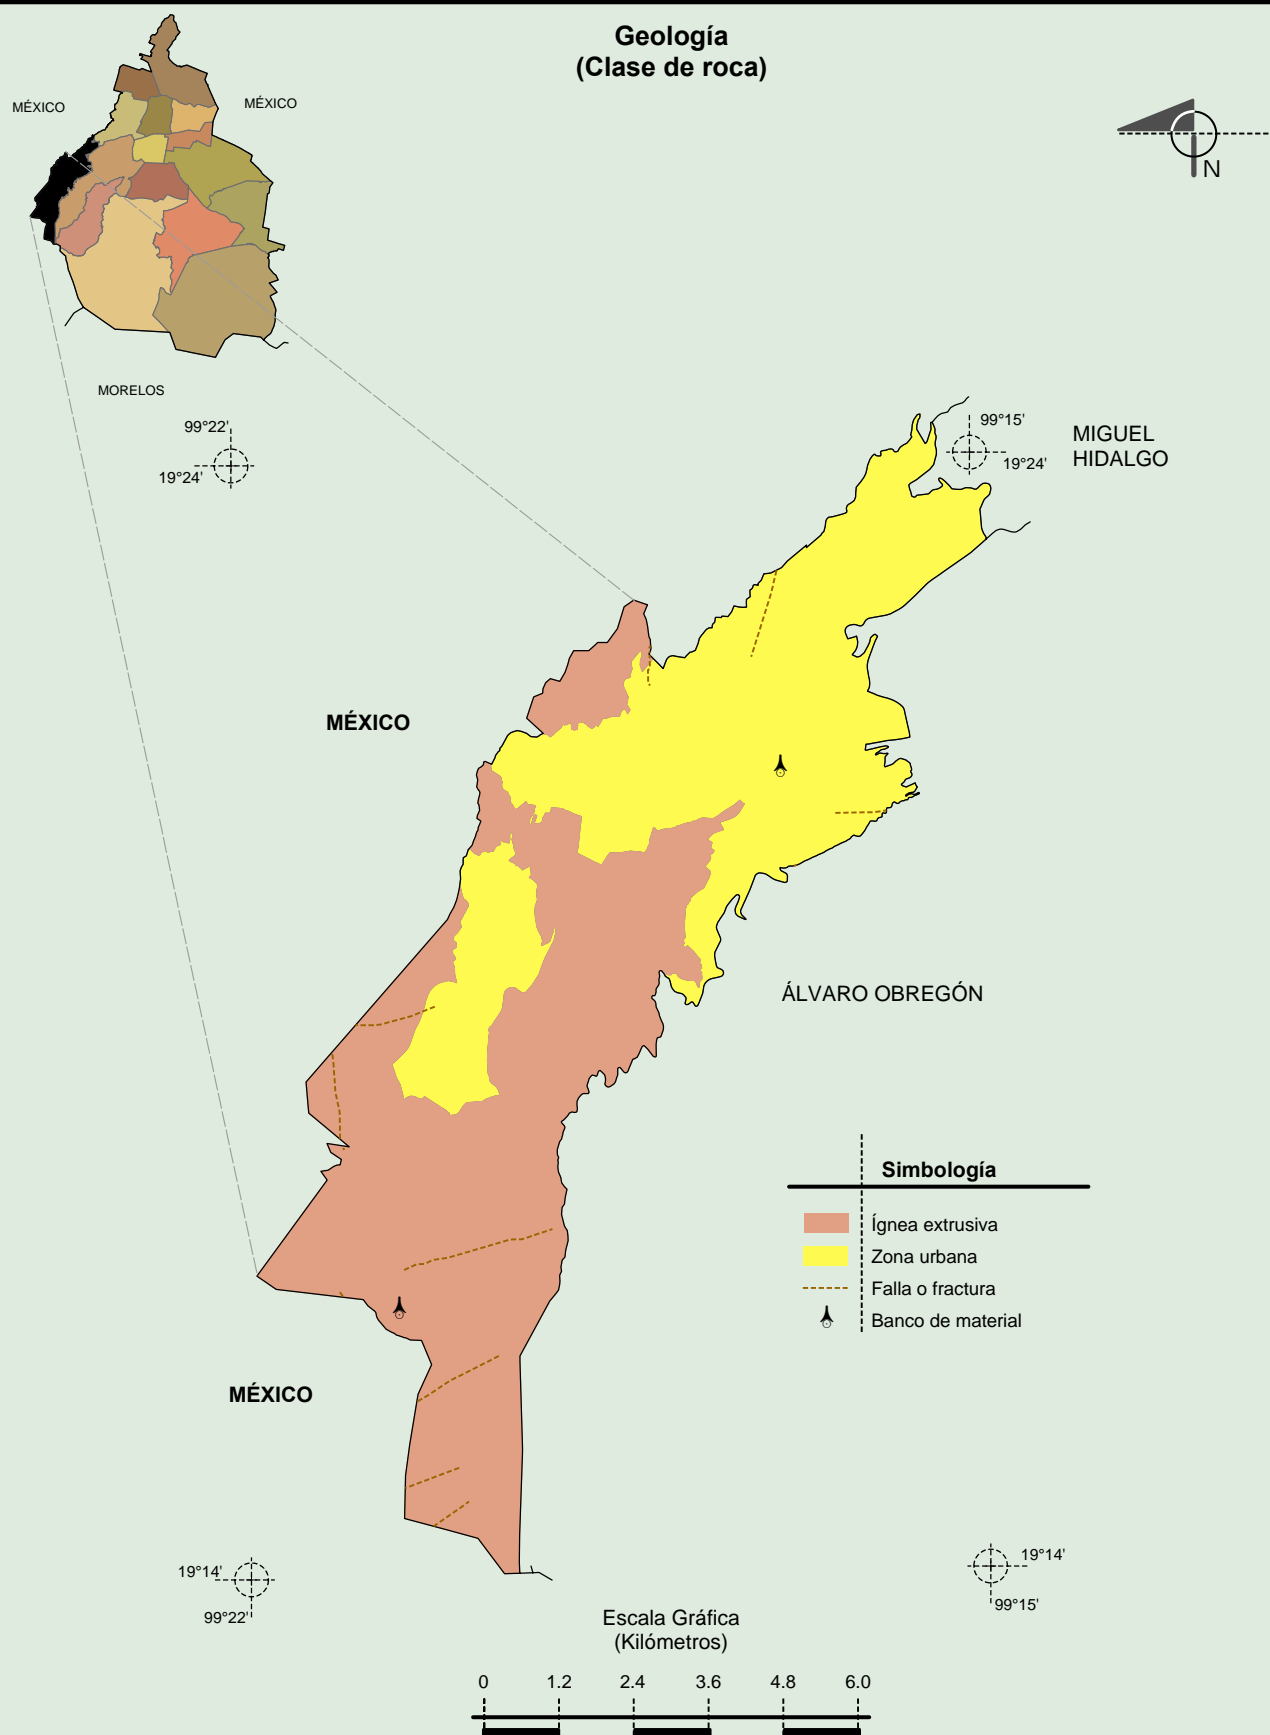 Geología
(Clase de roca)
MÉXICO
MÉXICO
N
MORELOS
99°22'
19°24'
99°15'
19°24'
MIGUEL
HIDALGO
MÉXICO
ÁLVARO OBREGÓN
Simbología
Ígnea extrusiva
Zona urbana
Falla o fractura
Banco de material
MÉXICO
19°14'
99°22'
19°14'
99°15'
Escala Gráfica
(Kilómetros)
0 1.2 2.4 3.6 4.8 6.0